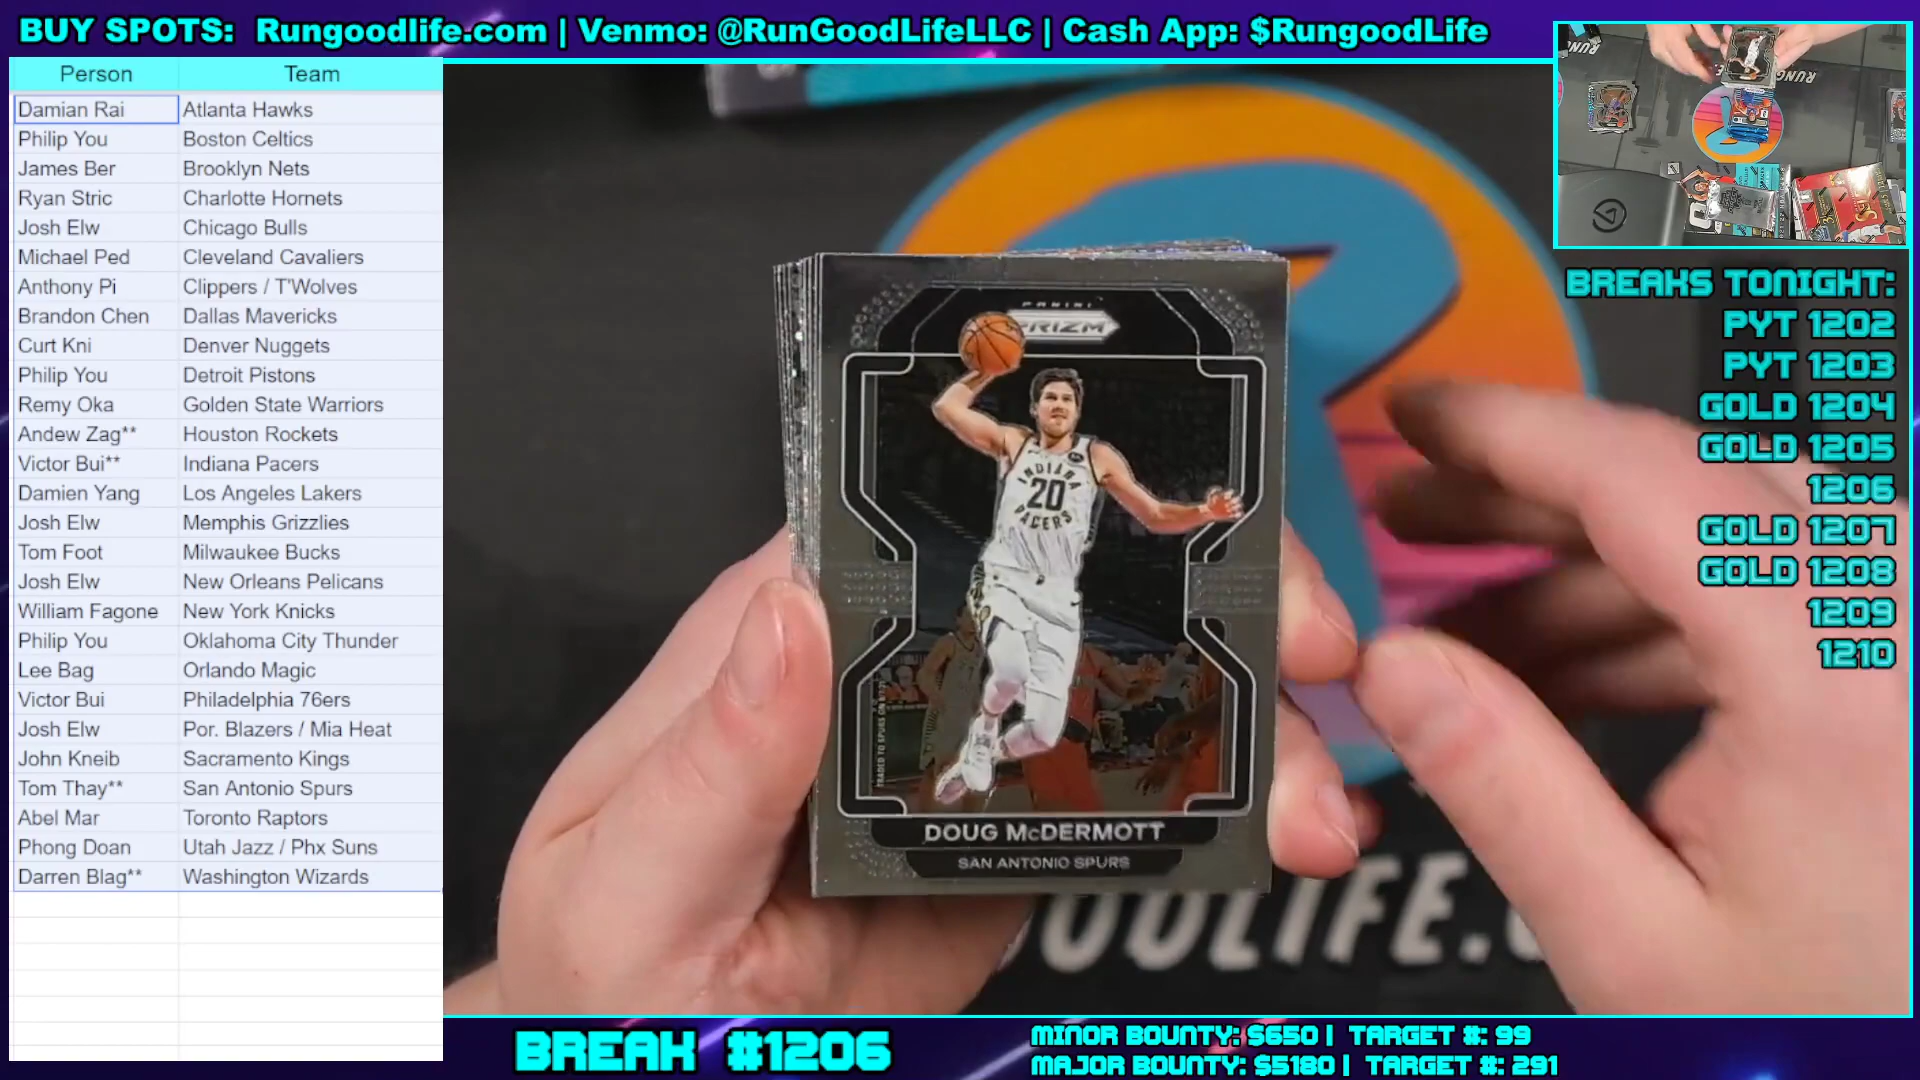 BUY SPOTS: Rungoodlife.com | Venmo: @RunGoodLifeLLC | Cash App: $RungoodLife
Person Team
Damian Rai Atlanta Hawks
Philip You Boston Celtics
James Ber Brooklyn Nets
Ryan Stric Charlotte Hornets
Josh Elw Chicago Bulls
Michael Ped Cleveland Cavaliers
Anthony Pi Clippers / T'Wolves
Brandon Chen Dallas Mavericks
Curt Kni Denver Nuggets
Philip You Detroit Pistons
Remy Oka Golden State Warriors
Andew Zag** Houston Rockets
Victor Bui** Indiana Pacers
Damien Yang Los Angeles Lakers
Josh Elw Memphis Grizzlies
Tom Foot Milwaukee Bucks
Josh Elw New Orleans Pelicans
William Fagone New York Knicks
Philip You Oklahoma City Thunder
Lee Bag Orlando Magic
Victor Bui Philadelphia 76ers
Josh Elw Por. Blazers / Mia Heat
John Kneib Sacramento Kings
Tom Thay** San Antonio Spurs
Abel Mar Toronto Raptors
Phong Doan Utah Jazz / Phx Suns
Darren Blag** Washington Wizards
PANINI
PRIZM
INDIANA
20
PACERS
DOUG McDERMOTT
SAN ANTONIO SPURS
BREAKS TONIGHT:
PYT 1202
PYT 1203
GOLD 1204
GOLD 1205
1206
GOLD 1207
GOLD 1208
1209
1210
BREAK #1206
MINOR BOUNTY: $650 | TARGET #: 99
MAJOR BOUNTY: $5180 | TARGET #: 291